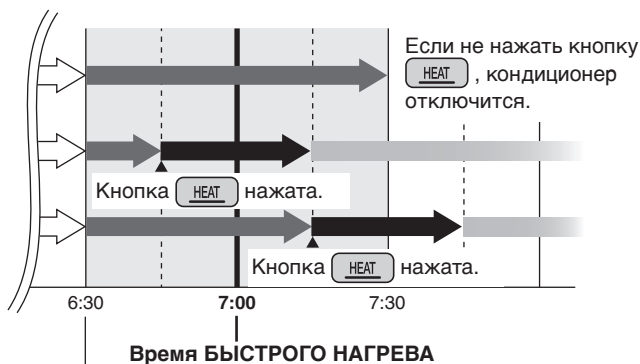 Если не нажать кнопку
HEAT , кондиционер
отключится.
Кнопка HEAT нажата.
Кнопка HEAT нажата.
6:30 7:00 7:30
Время БЫСТРОГО НАГРЕВА